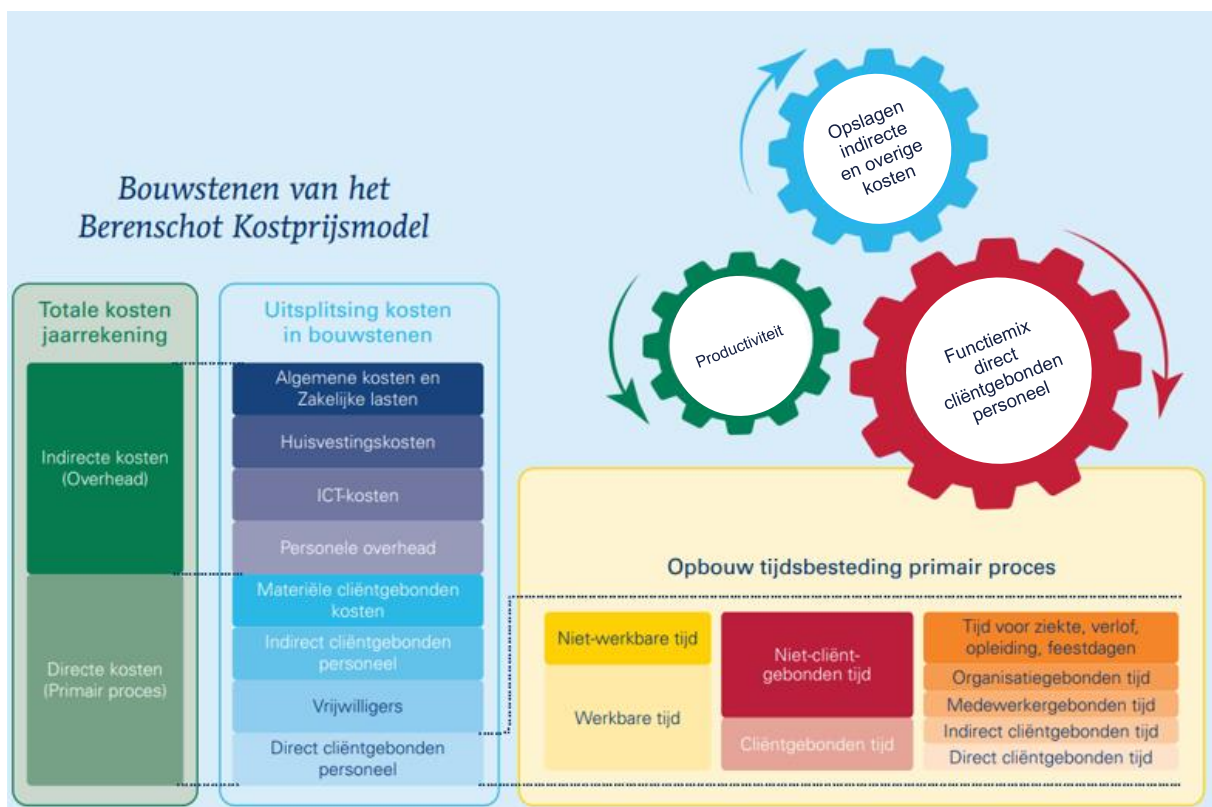 Bouwstenen van het
Berenschot Kostprijsmodel
Opslagen
indirecte
en overige
kosten
Productiviteit
Functiemix
direct
cliëntgebonden
personeel
Totale kosten
jaarrekening
Indirecte kosten
(Overhead)
Directe kosten
(Primair proces)
Uitsplitsing kosten
in bouwstenen
Algemene kosten en
Zakelijke lasten
Huisvestingskosten
ICT-kosten
Personele overhead
Materiële cliëntgebonden
kosten
Indirect cliëntgebonden
personeel
Vrijwilligers
Direct cliëntgebonden
personeel
Opbouw tijdsbesteding primair proces
Niet-werkbare tijd
Werkbare tijd
Niet-cliënt-
gebonden tijd
Cliëntgebonden tijd
Tijd voor ziekte, verlof,
opleiding, feestdagen
Organisatiegebonden tijd
Medewerkergebonden tijd
Indirect cliëntgebonden tijd
Direct cliëntgebonden tijd